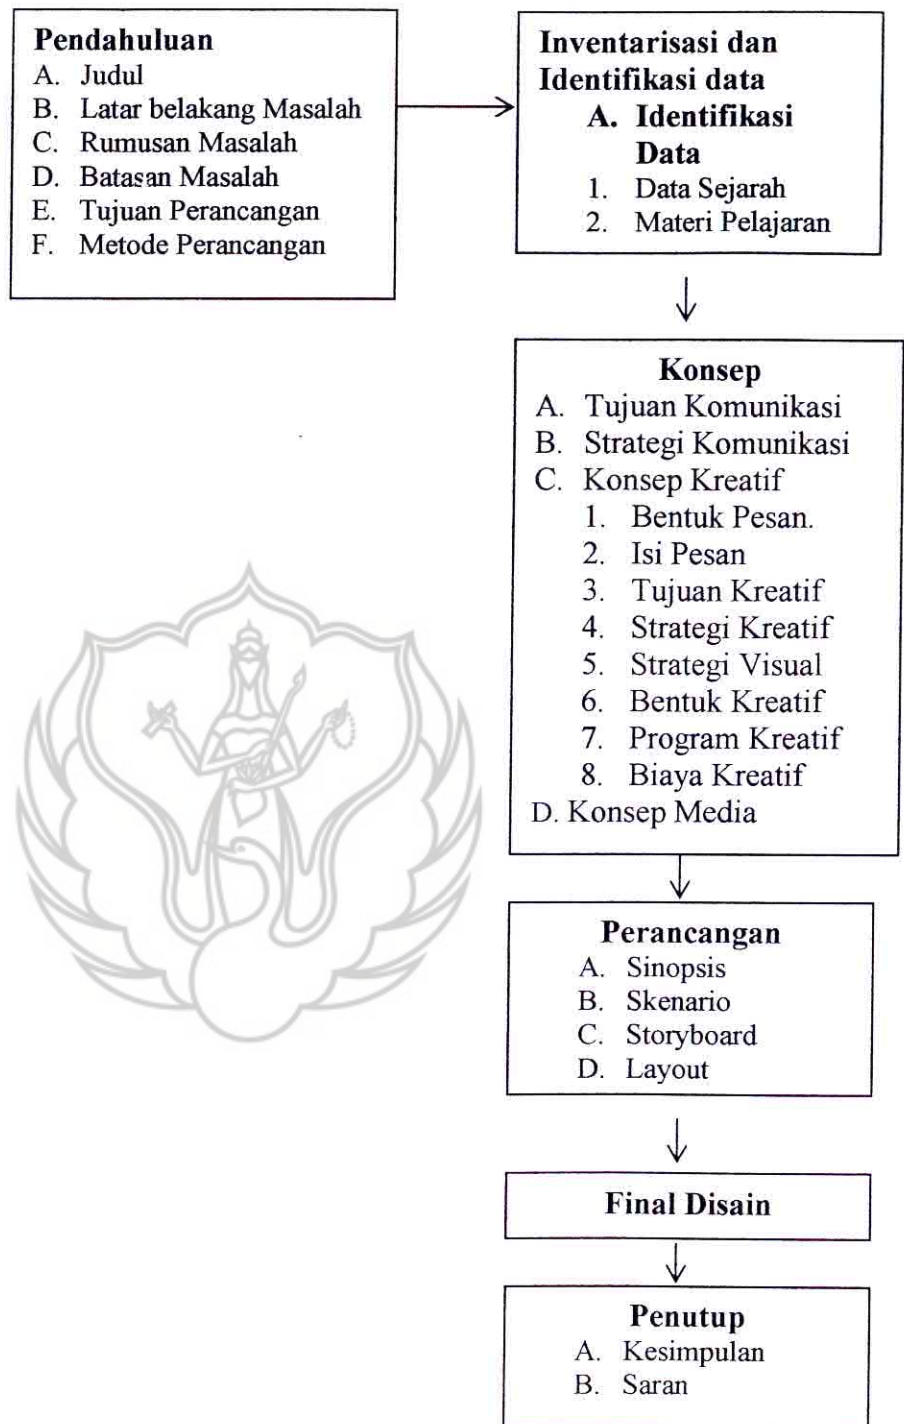 Pendahuluan
A. Judul
B. Latar belakang Masalah
C. Rumusan Masalah
D. Batasan Masalah
E. Tujuan Perancangan
F. Metode Perancangan
Inventarisasi dan
Identifikasi data
A. Identifikasi
Data
1. Data Sejarah
2. Materi Pelajaran
Konsep
A. Tujuan Komunikasi
B. Strategi Komunikasi
C. Konsep Kreatif
1. Bentuk Pesan.
2. Isi Pesan
3. Tujuan Kreatif
4. Strategi Kreatif
5. Strategi Visual
6. Bentuk Kreatif
7. Program Kreatif
8. Biaya Kreatif
D. Konsep Media
Perancangan
A. Sinopsis
B. Skenario
C. Storyboard
D. Layout
Final Disain
Penutup
A. Kesimpulan
B. Saran